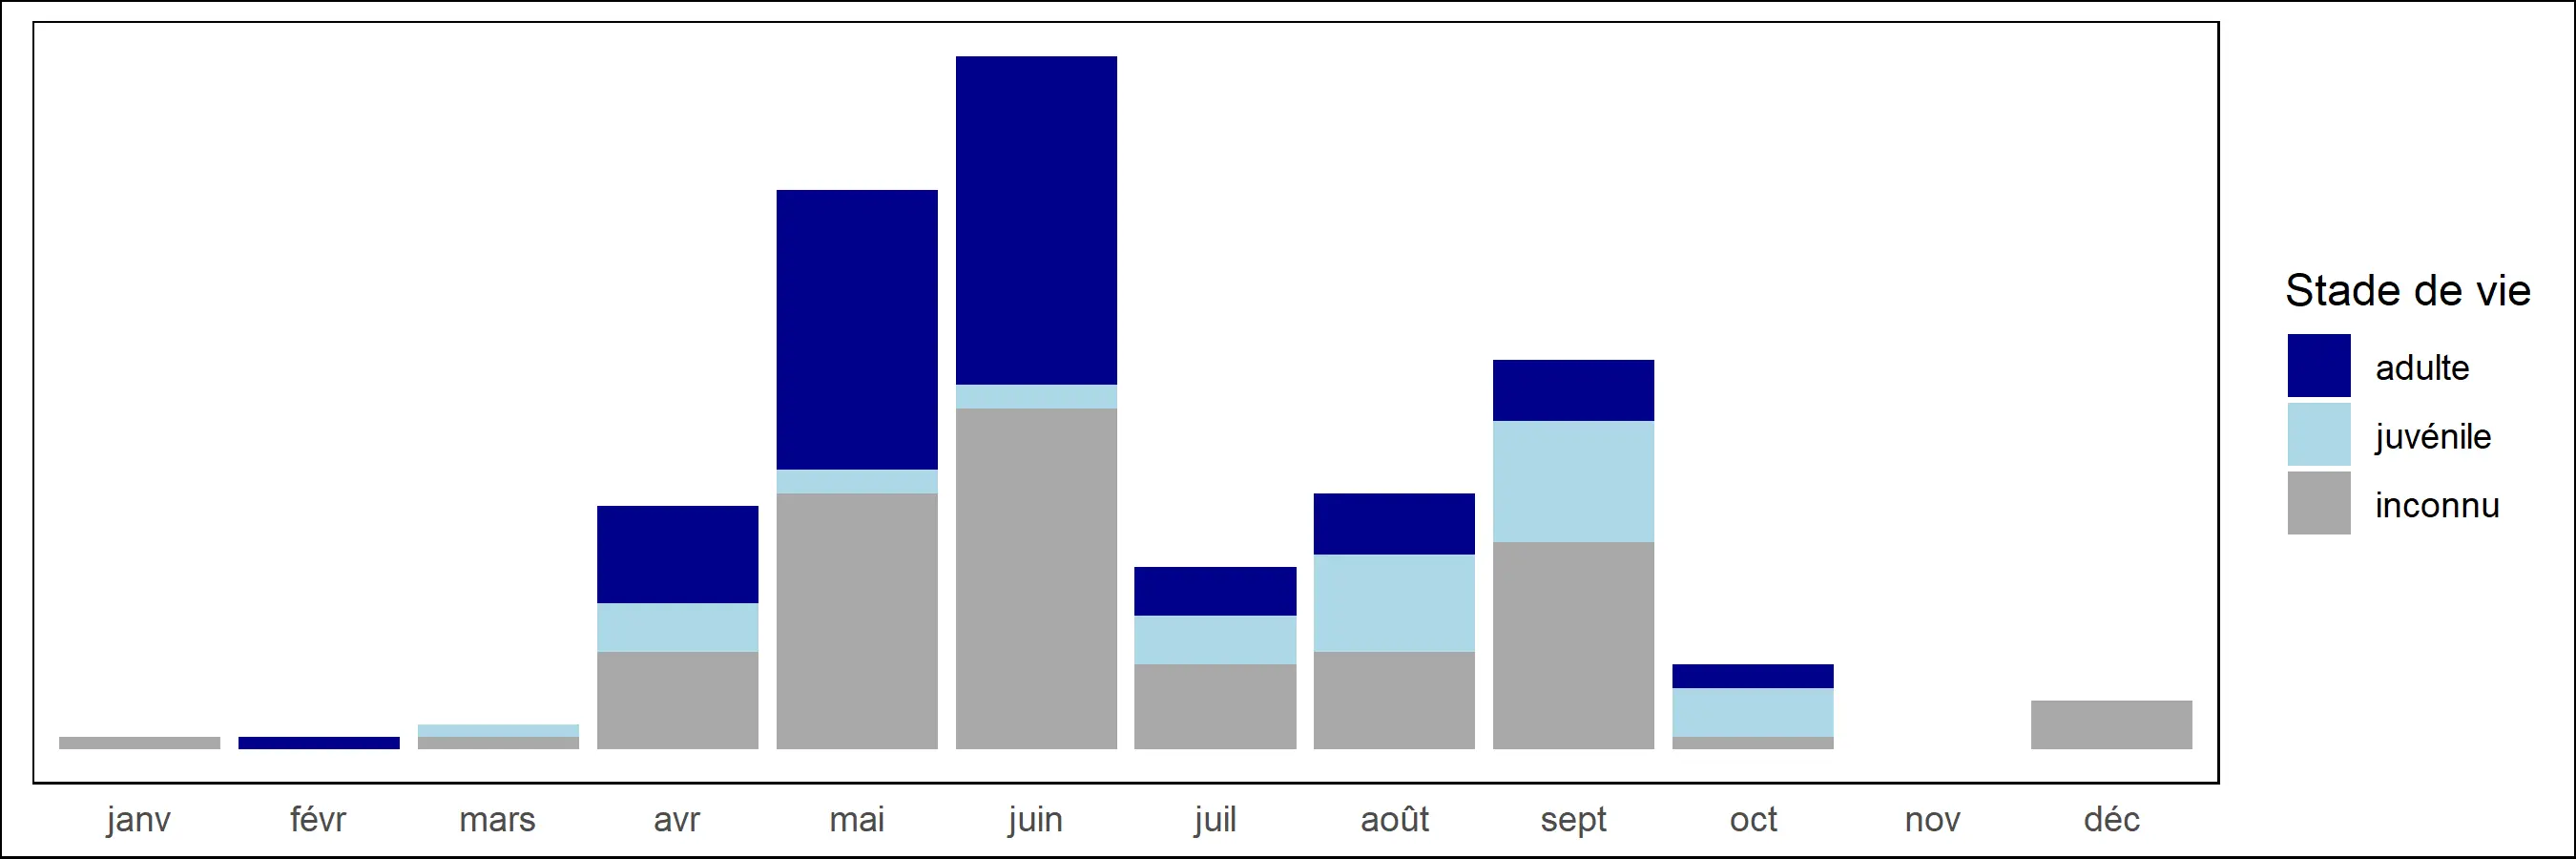 Stade de vie
adulte
juvénile
inconnu
janv févr mars avr mai juin juil août sept oct nov déc